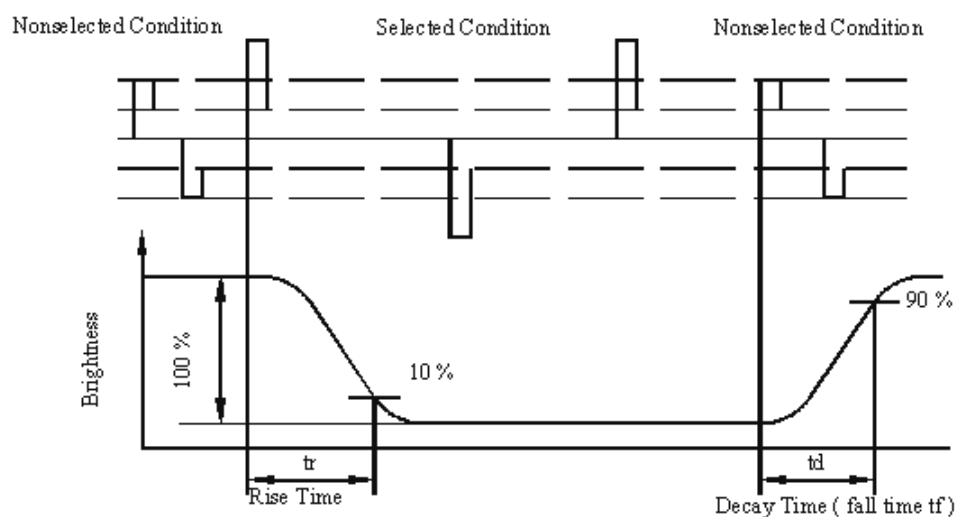 Nonselected Condition
Selected Condition
Nonselected Condition
Brightness
100 %
10 %
90 %
tr
Rise Time
td
Decay Time ( fall time tf )